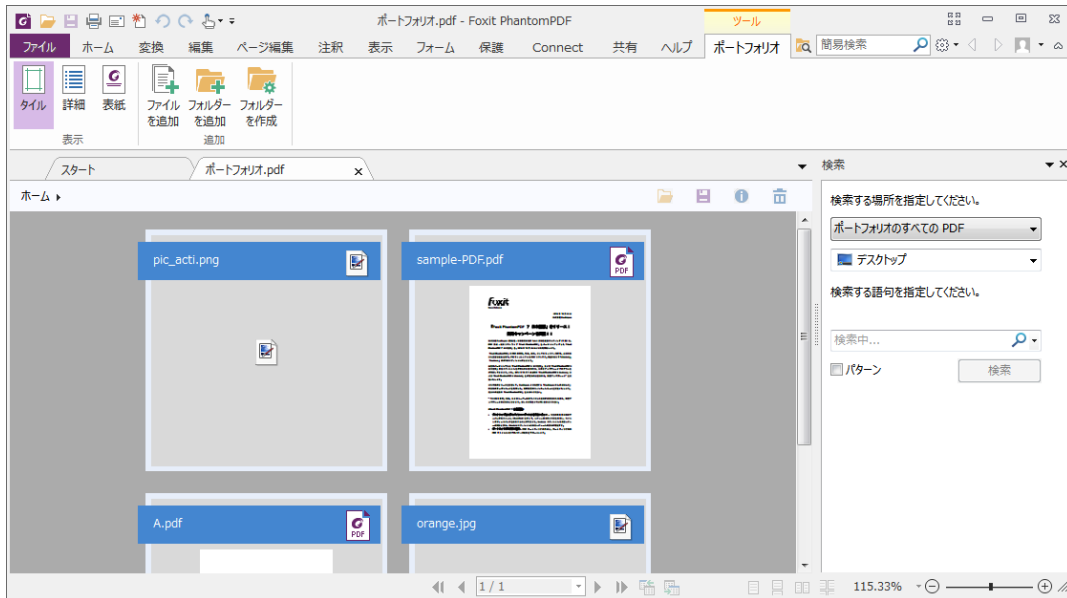 ポートフォリオ.pdf - Foxit PhantomPDF
ツール
ファイル ホーム 変換 編集 ページ編集 注釈 表示 フォーム 保護 Connect 共有 ヘルプ ポートフォリオ 簡易検索
タイル 詳細 表紙 ファイルを追加 フォルダーを追加 フォルダーを作成
表示 追加
スタート ポートフォリオ.pdf x
検索
ホーム
検索する場所を指定してください。
ポートフォリオのすべての PDF
デスクトップ
検索する語句を指定してください。
検索中...
パターン 検索
pic_acti.png
sample-PDF.pdf
PDF
foxit
A.pdf
PDF
orange.jpg
1 / 1
115.33%